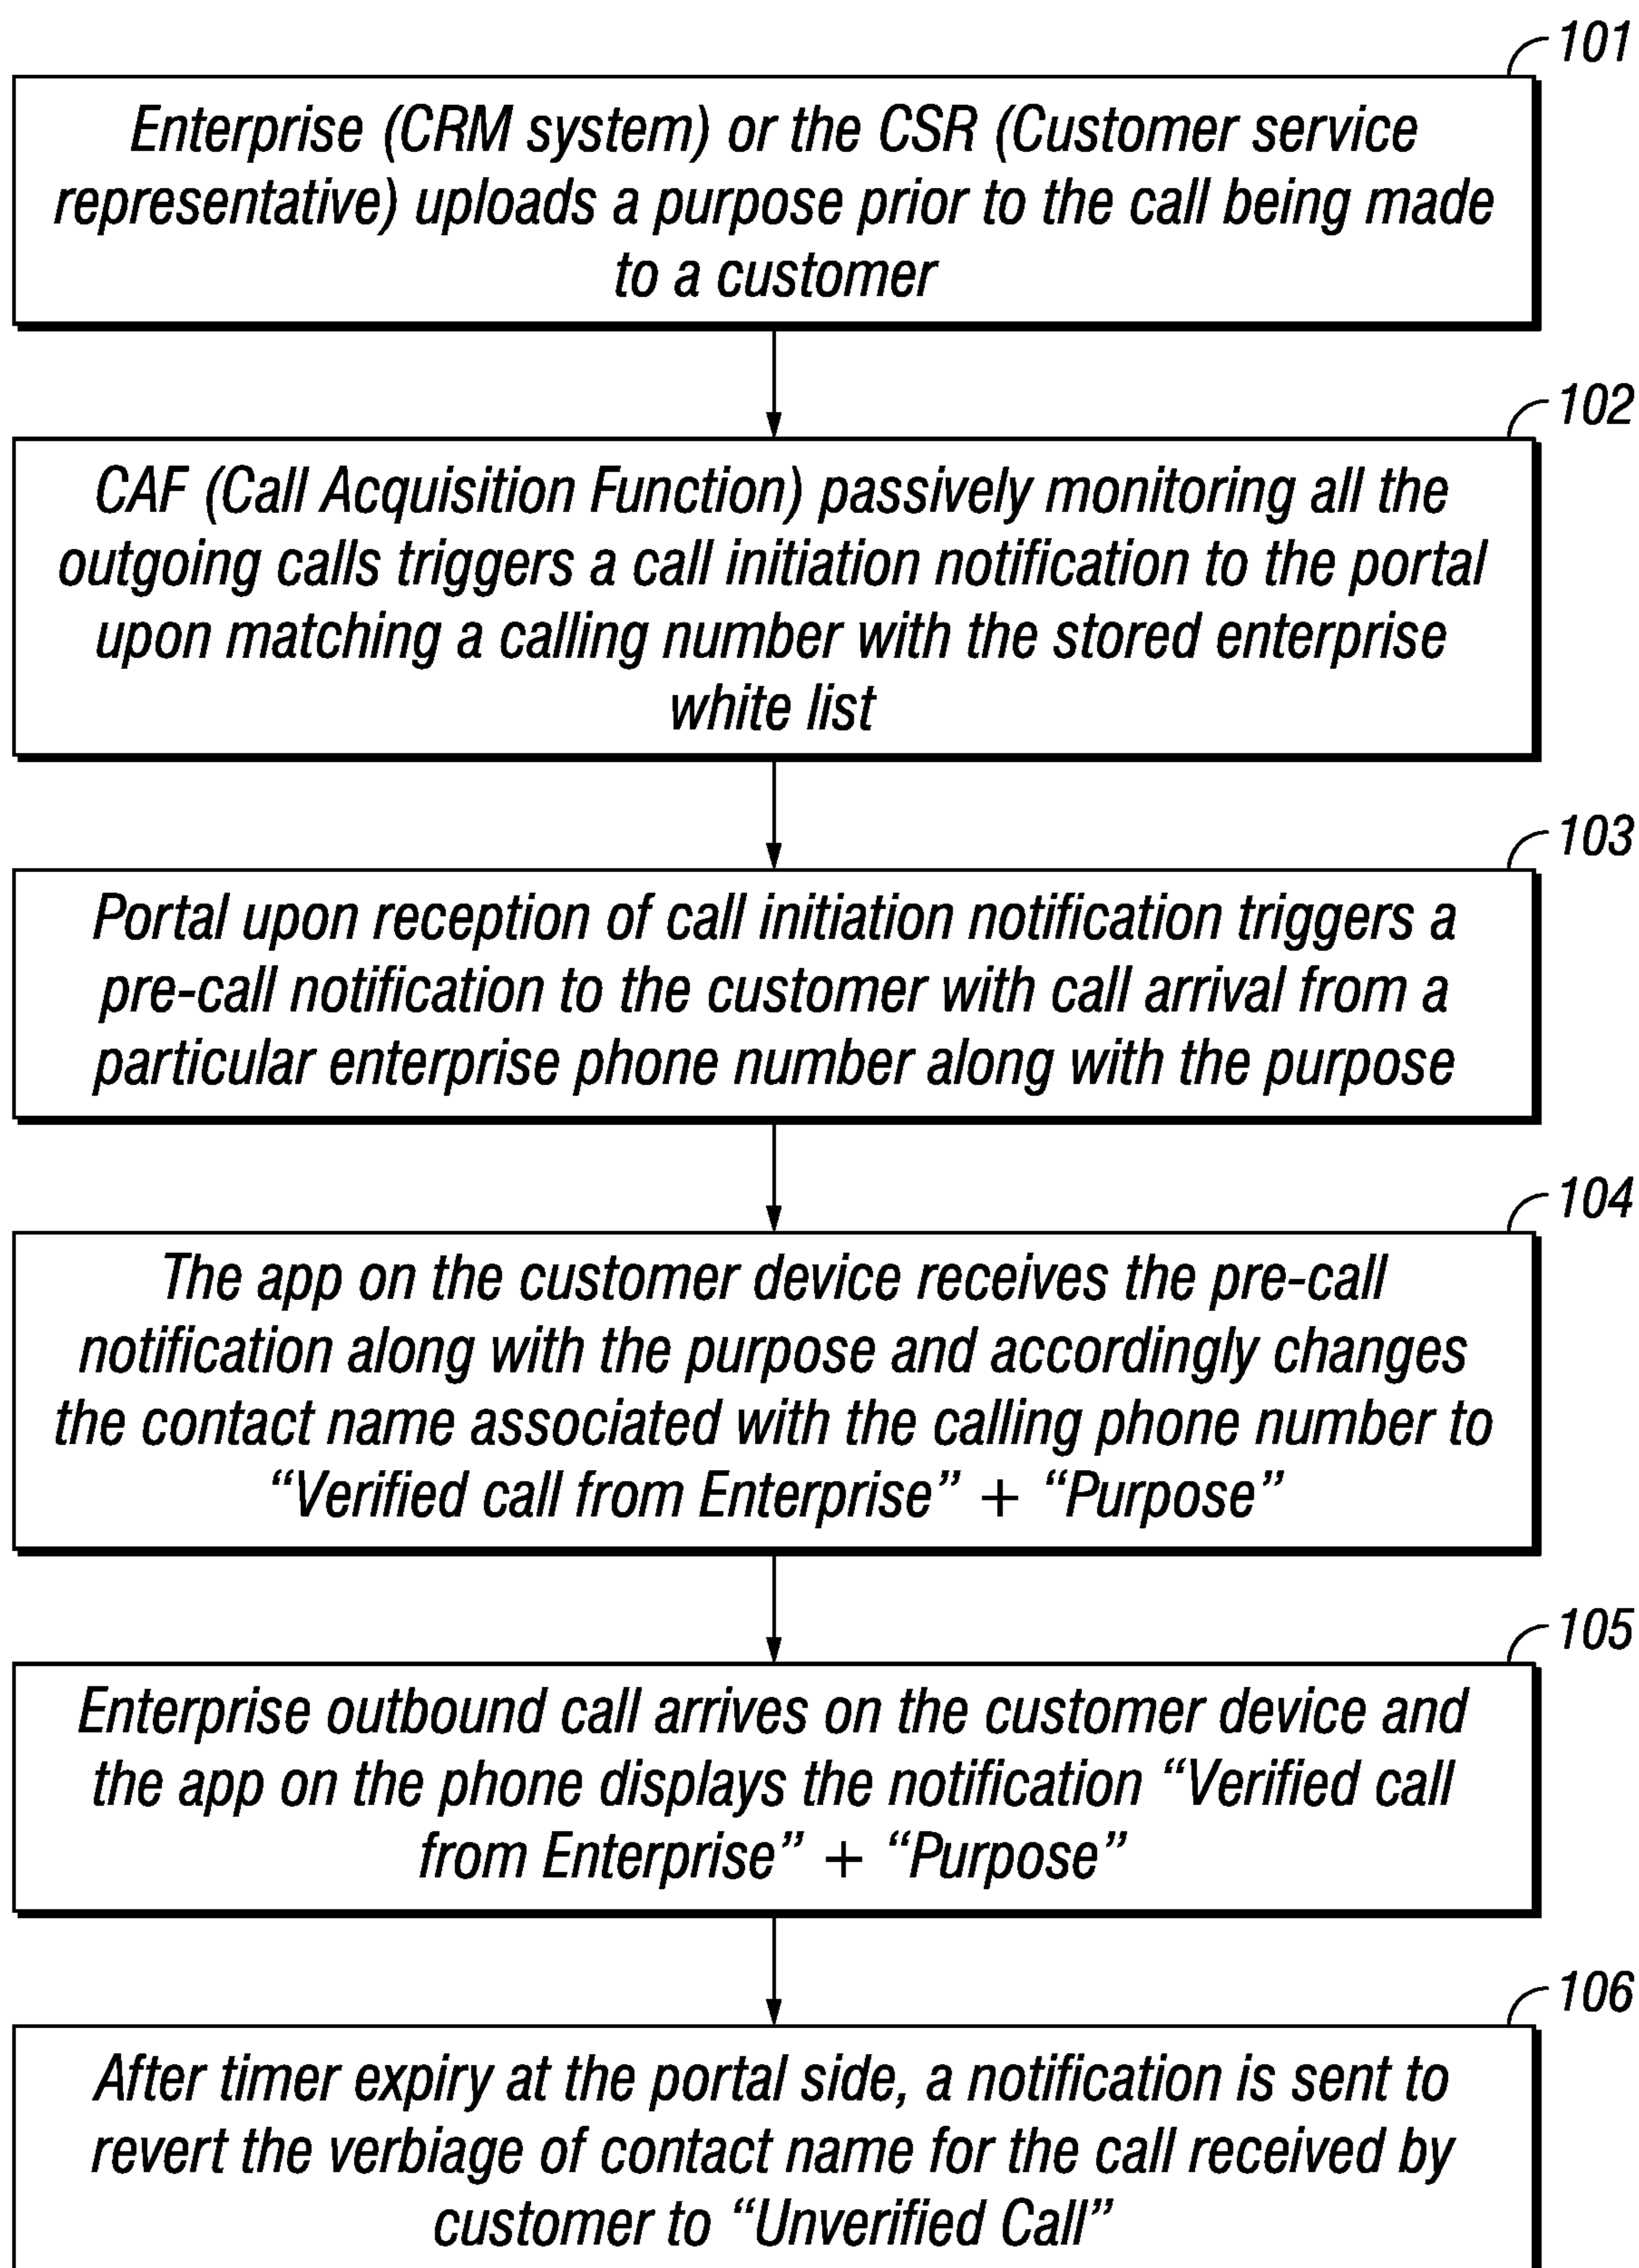 101
Enterprise (CRM system) or the CSR (Customer service
representative) uploads a purpose prior to the call being made
to a customer
102
CAF (Call Acquisition Function) passively monitoring all the
outgoing calls triggers a call initiation notification to the portal
upon matching a calling number with the stored enterprise
white list
103
Portal upon reception of call initiation notification triggers a
pre-call notification to the customer with call arrival from a
particular enterprise phone number along with the purpose
104
The app on the customer device receives the pre-call
notification along with the purpose and accordingly changes
the contact name associated with the calling phone number to
“Verified call from Enterprise” + “Purpose”
105
Enterprise outbound call arrives on the customer device and
the app on the phone displays the notification “Verified call
from Enterprise” + “Purpose”
106
After timer expiry at the portal side, a notification is sent to
revert the verbiage of contact name for the call received by
customer to “Unverified Call”